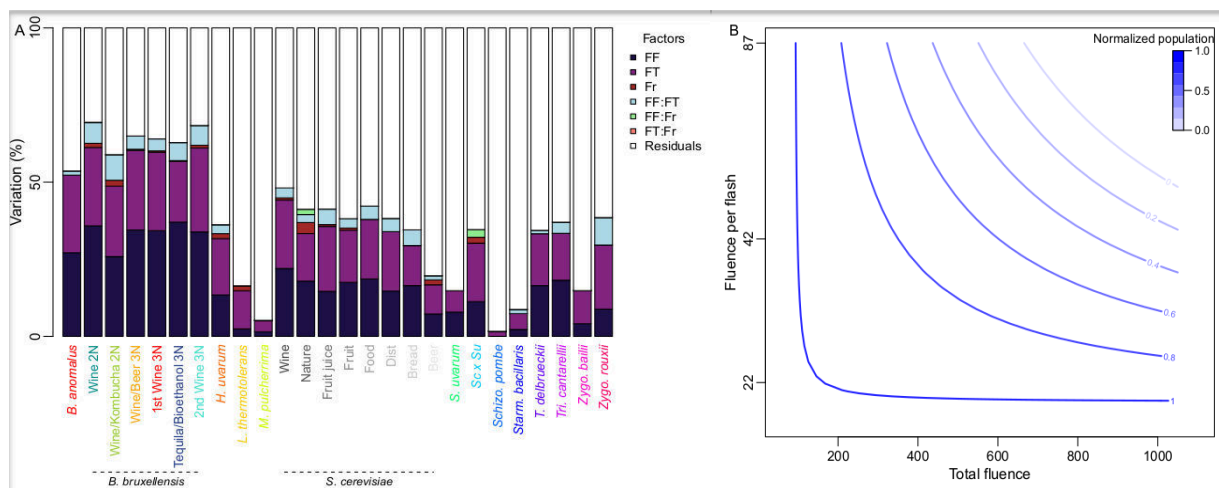 A
Variation (%)
100
50
0
Factors
FF
FT
Fr
FF:FT
FF:Fr
FT:Fr
Residuals
B. anomalus
Wine 2N
Wine/Kombucha 2N
Wine/Beer 3N
1st Wine 3N
Tequila/Bioethanol 3N
2nd Wine 3N
H. uvarum
L. thermotolerans
M. pulcherrima
Wine
Nature
Fruit juice
Fruit
Food
Dist
Bread
Beer
S. uvarum
Sc x Su
Schizo. pombe
Starm. bacillaris
T. delbrueckii
Tri. cantarellii
Zygo. bailii
Zygo. rouxii
B. bruxellensis
S. cerevisiae
B
Fluence per flash
87
42
22
Normalized population
1.0
0.5
0.0
0
0.2
0.4
0.6
0.8
1
200
400
600
800
1000
Total fluence